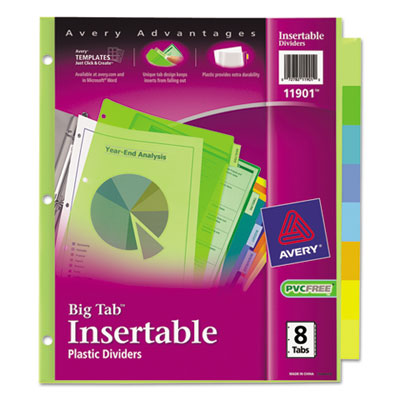 Avery Advantages
Insertable
Dividers
Avery
TEMPLATES
Just Click & Create
Available at avery.com and
in Microsoft® Word
Unique tab design keeps
inserts from falling out
Plastic provides extra durability
11901™
Year-End Analysis
AVERY
PVC FREE
Big Tab™
Insertable
Plastic Dividers
8
Tabs
MADE IN CHINA